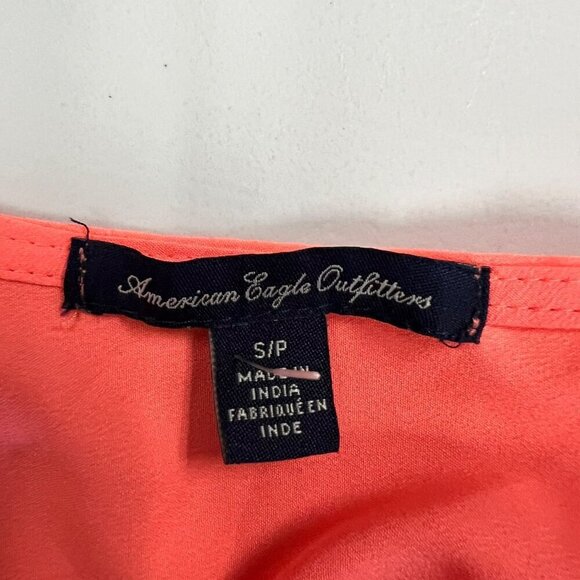 American Eagle Outfitters
S/P
MADE IN
INDIA
FABRIQUÉ EN
INDE